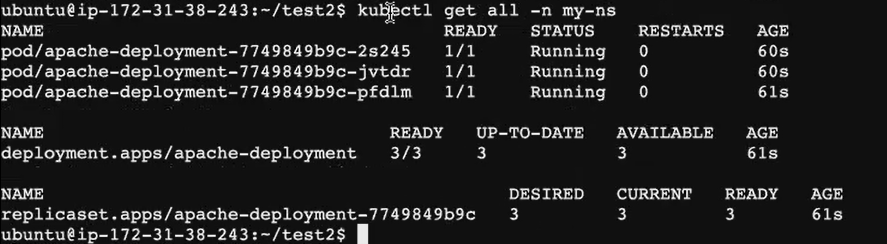 ubuntu@ip-172-31-38-243:~/test2$ kubectl get all -n my-ns
NAME READY STATUS RESTARTS AGE
pod/apache-deployment-7749849b9c-2s245 1/1 Running 0 60s
pod/apache-deployment-7749849b9c-jvtdr 1/1 Running 0 60s
pod/apache-deployment-7749849b9c-pfdlm 1/1 Running 0 61s
NAME READY UP-TO-DATE AVAILABLE AGE
deployment.apps/apache-deployment 3/3 3 3 61s
NAME DESIRED CURRENT READY AGE
replicaset.apps/apache-deployment-7749849b9c 3 3 3 61s
ubuntu@ip-172-31-38-243:~/test2$